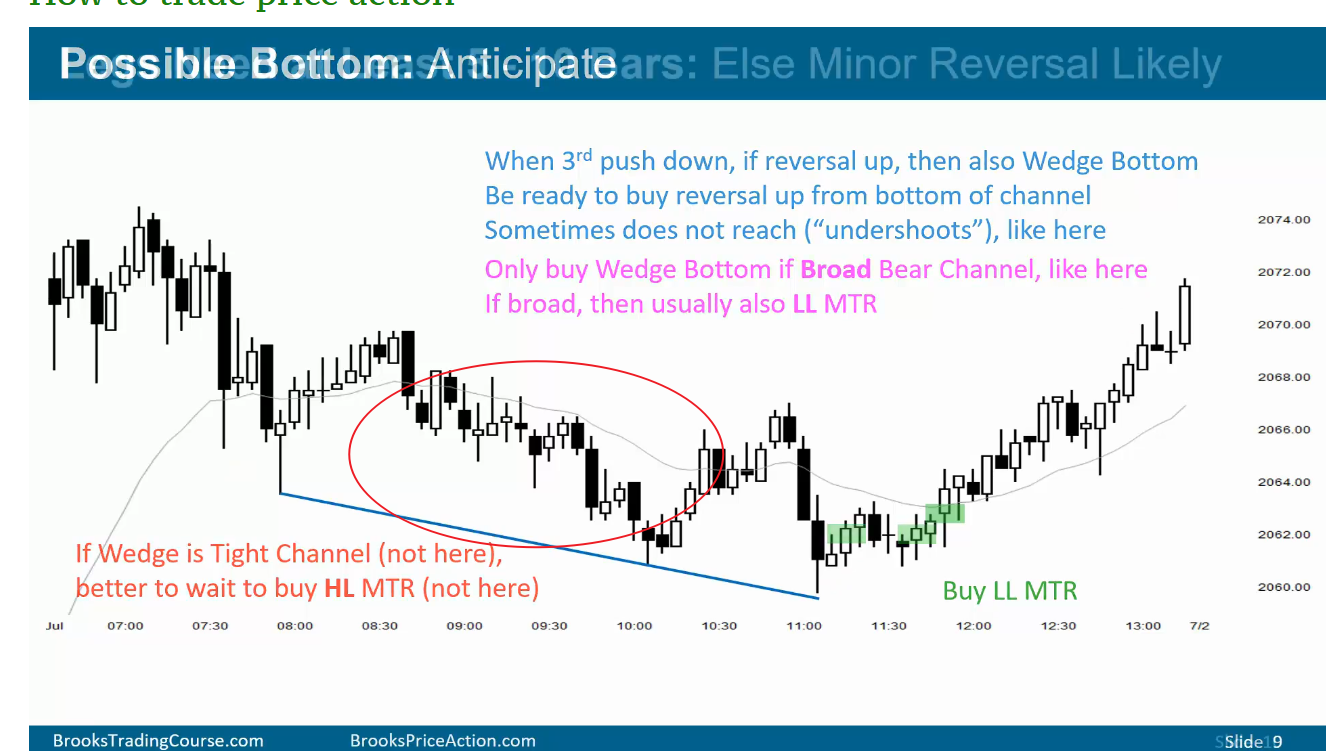 How to trade price action
Possible Bottom: Anticipate
Bars: Else Minor Reversal Likely
When 3rd push down, if reversal up, then also Wedge Bottom
Be ready to buy reversal up from bottom of channel
Sometimes does not reach (“undershoots”), like here
Only buy Wedge Bottom if Broad Bear Channel, like here
If broad, then usually also LL MTR
2074.00
2072.00
2070.00
2068.00
2066.00
2064.00
2062.00
2060.00
If Wedge is Tight Channel (not here),
better to wait to buy HL MTR (not here)
Buy LL MTR
Jul 07:00 07:30 08:00 08:30 09:00 09:30 10:00 10:30 11:00 11:30 12:00 12:30 13:00 7/2
BrooksTradingCourse.com BrooksPriceAction.com Slide 9